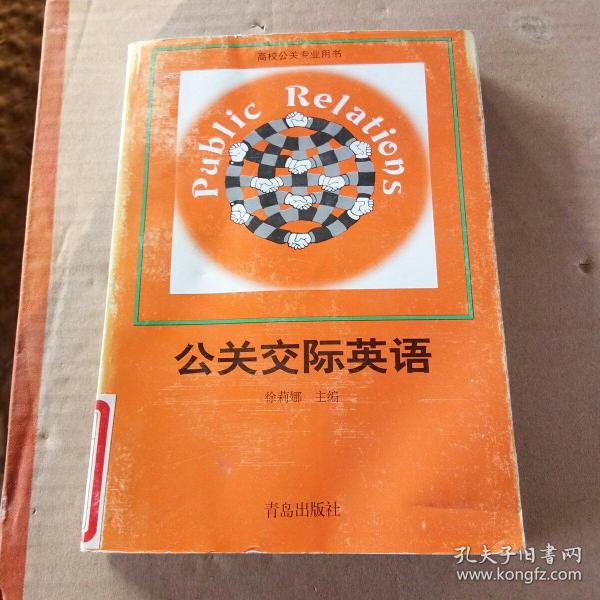 高校公关专业用书
Public Relations
公关交际英语
徐莉娜 主编
青岛出版社
孔夫子旧书网
www.kongfz.com